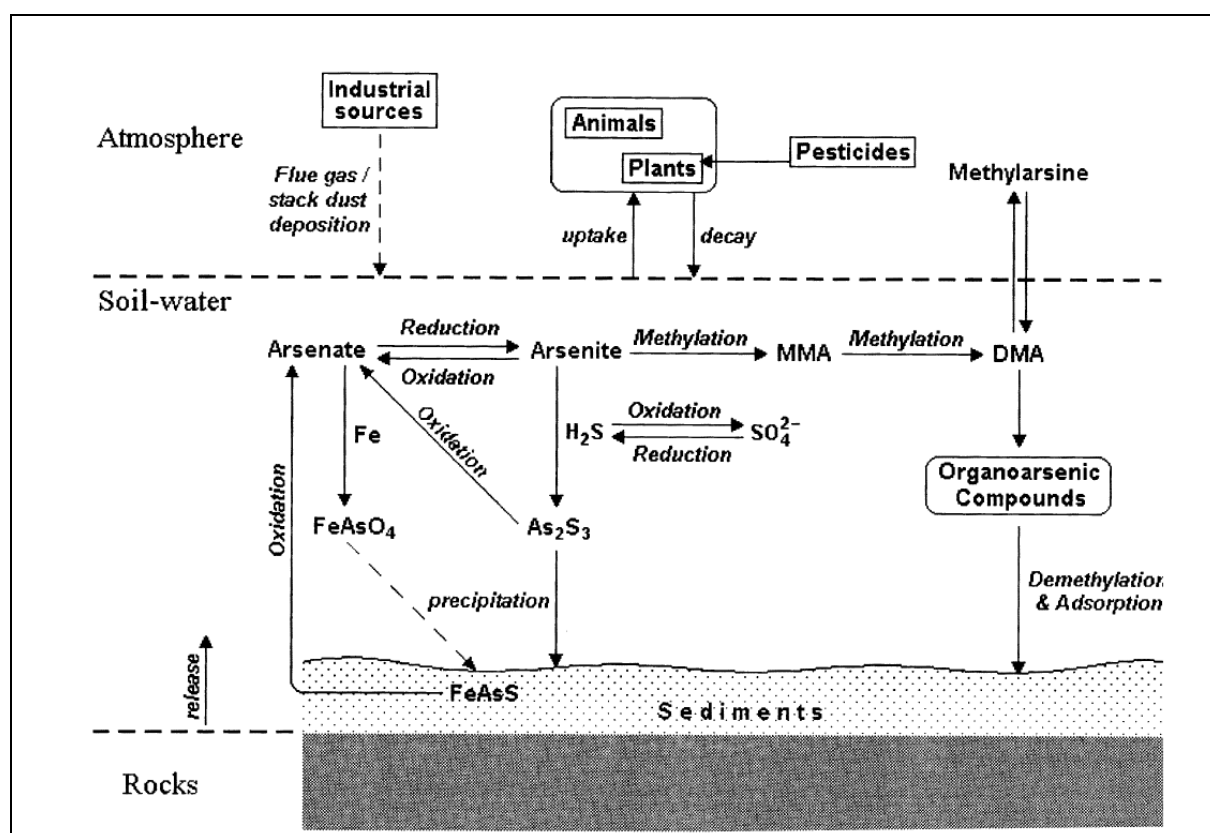 Industrial
sources
Atmosphere
Animals
Plants
Pesticides
Methylarsine
Flue gas /
stack dust
deposition
uptake
decay
Soil-water
Arsenate
Reduction
Oxidation
Arsenite
Methylation
MMA
Methylation
DMA
Fe
Oxidation
H₂S
Oxidation
Reduction
SO₄²⁻
Organoarsenic
Compounds
Oxidation
FeAsO₄
As₂S₃
precipitation
Demethylation
& Adsorption
release
FeAsS
Sediments
Rocks